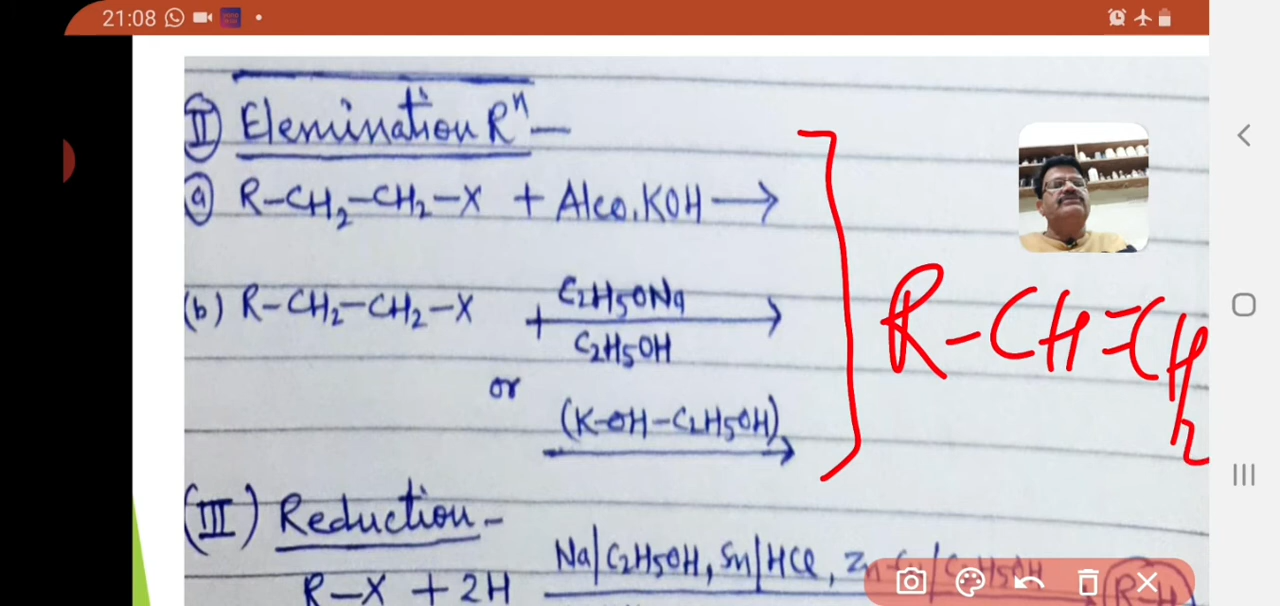 21:08
II Elemination Rⁿ—
(a) R-CH₂-CH₂-X + Alco.KOH →
(b) R-CH₂-CH₂-X + C₂H₅ONa
C₂H₅OH
or
(K-OH-C₂H₅OH)
R-CH=CH₂
(III) Reduction-
Na|C₂H₅OH, Sn|HCl,
R-X + 2H
R-H